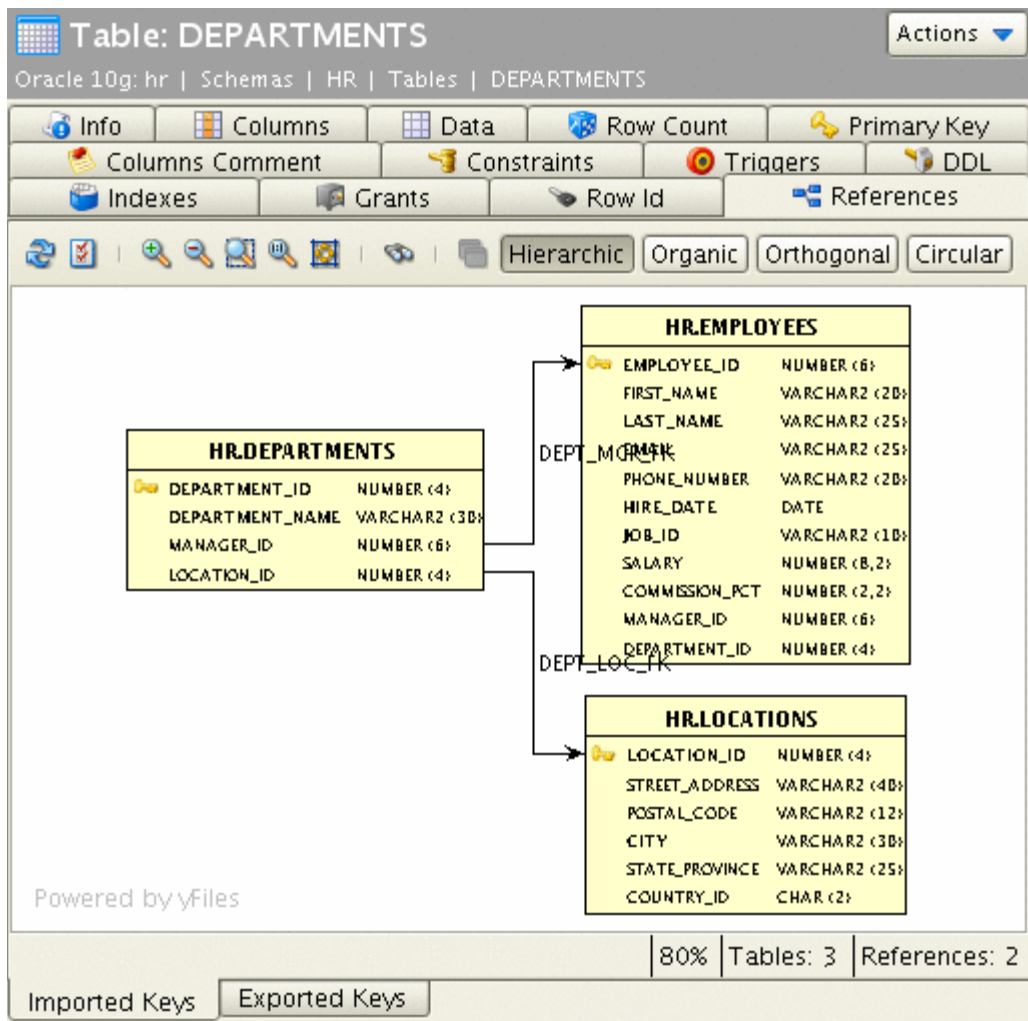 Table: DEPARTMENTS
Actions
Oracle 10g: hr | Schemas | HR | Tables | DEPARTMENTS
Info Columns Data Row Count Primary Key
Columns Comment Constraints Triggers DDL
Indexes Grants Row Id References
Hierarchic Organic Orthogonal Circular
HR.EMPLOYEES
EMPLOYEE_ID NUMBER (6)
FIRST_NAME VARCHAR2 (20)
LAST_NAME VARCHAR2 (25)
EMAIL VARCHAR2 (25)
PHONE_NUMBER VARCHAR2 (20)
HIRE_DATE DATE
JOB_ID VARCHAR2 (10)
SALARY NUMBER (8,2)
COMMISSION_PCT NUMBER (2,2)
MANAGER_ID NUMBER (6)
DEPARTMENT_ID NUMBER (4)
DEPT_MGR_FK
HR.DEPARTMENTS
DEPARTMENT_ID NUMBER (4)
DEPARTMENT_NAME VARCHAR2 (30)
MANAGER_ID NUMBER (6)
LOCATION_ID NUMBER (4)
DEPT_LOC_FK
HR.LOCATIONS
LOCATION_ID NUMBER (4)
STREET_ADDRESS VARCHAR2 (40)
POSTAL_CODE VARCHAR2 (12)
CITY VARCHAR2 (30)
STATE_PROVINCE VARCHAR2 (25)
COUNTRY_ID CHAR (2)
Powered by yFiles
80% Tables: 3 References: 2
Imported Keys Exported Keys